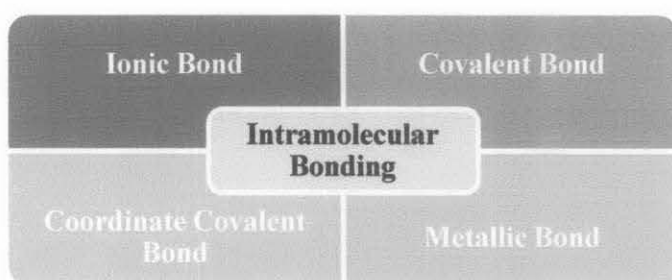 Ionic Bond
Covalent Bond
Intramolecular
Bonding
Coordinate Covalent
Bond
Metallic Bond